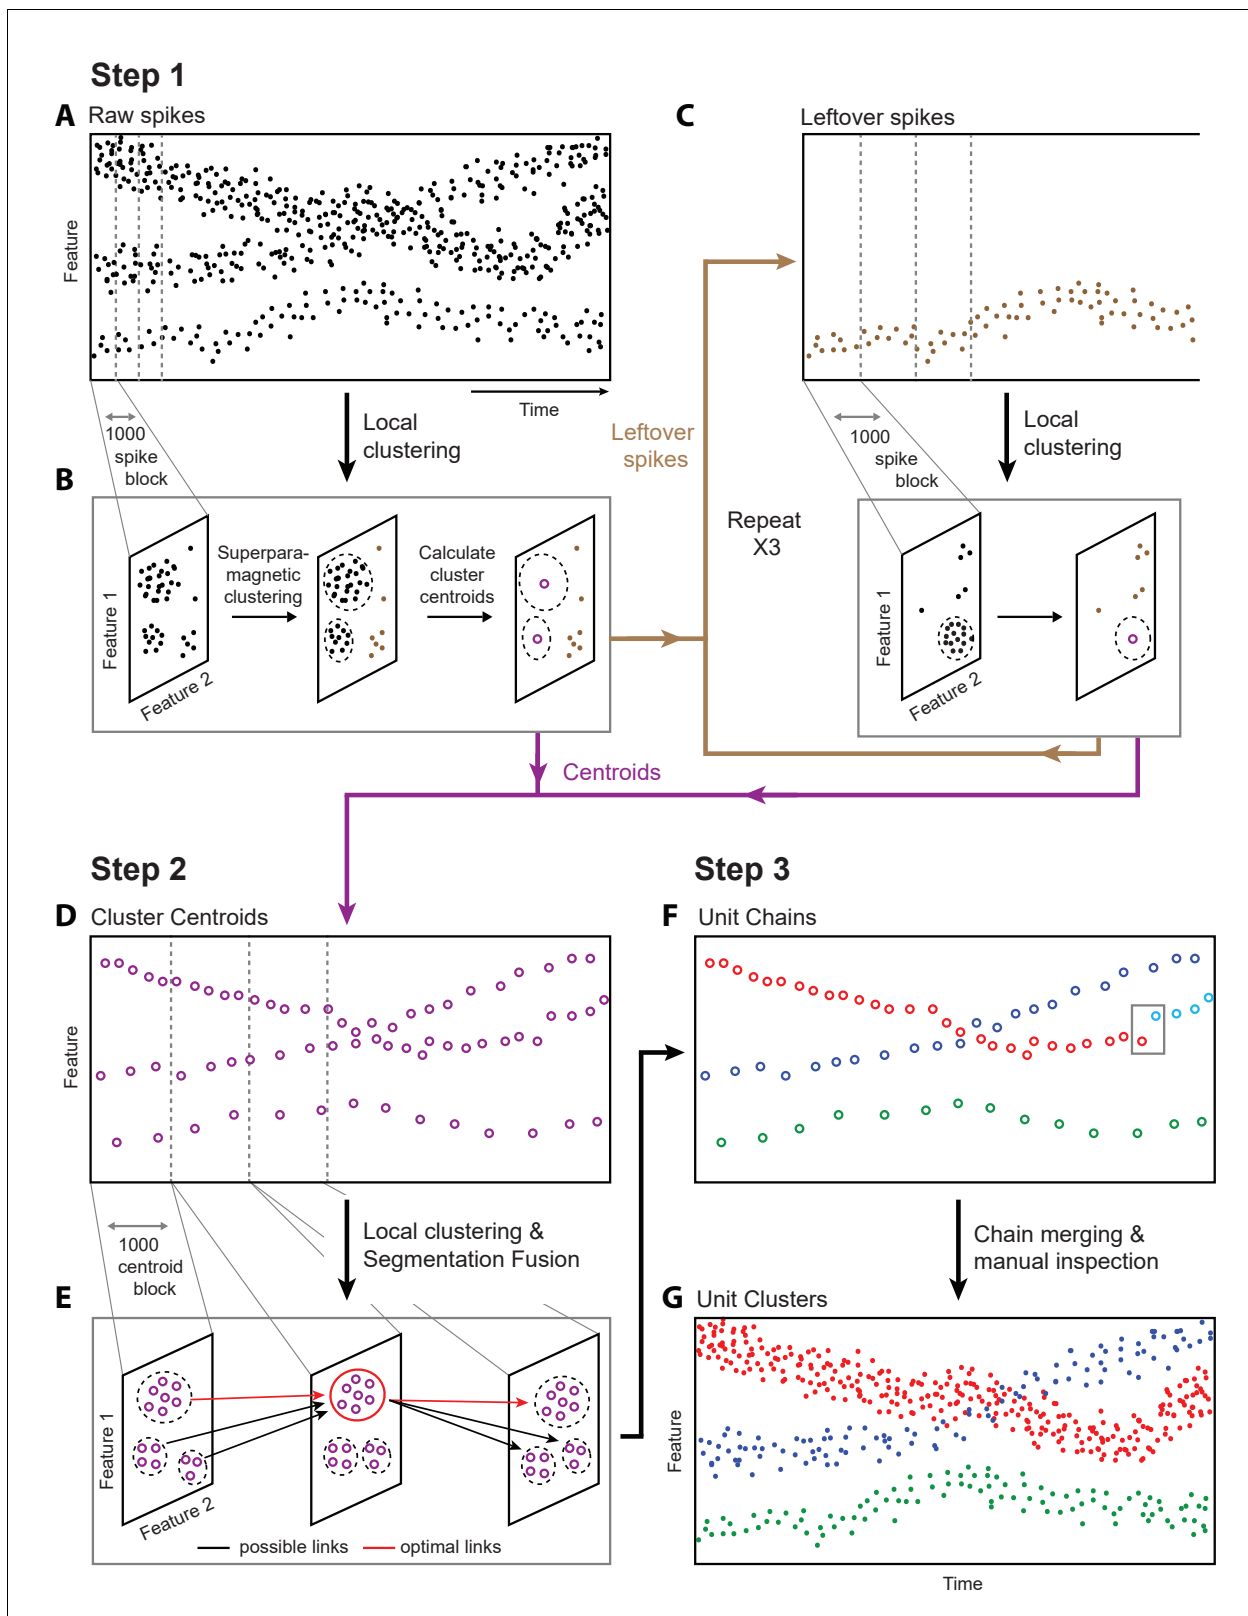 Step 1
A Raw spikes
Feature
Time
1000
spike
block
Local
clustering
C Leftover spikes
1000
spike
block
Local
clustering
Leftover
spikes
Repeat
X3
B
Feature 1
Feature 2
Superpara-
magnetic
clustering
Calculate
cluster
centroids
Feature 1
Feature 2
Centroids
Step 2
D Cluster Centroids
Feature
1000
centroid
block
Local clustering &
Segmentation Fusion
E
Feature 1
Feature 2
possible links
optimal links
Step 3
F Unit Chains
Chain merging &
manual inspection
G Unit Clusters
Feature
Time